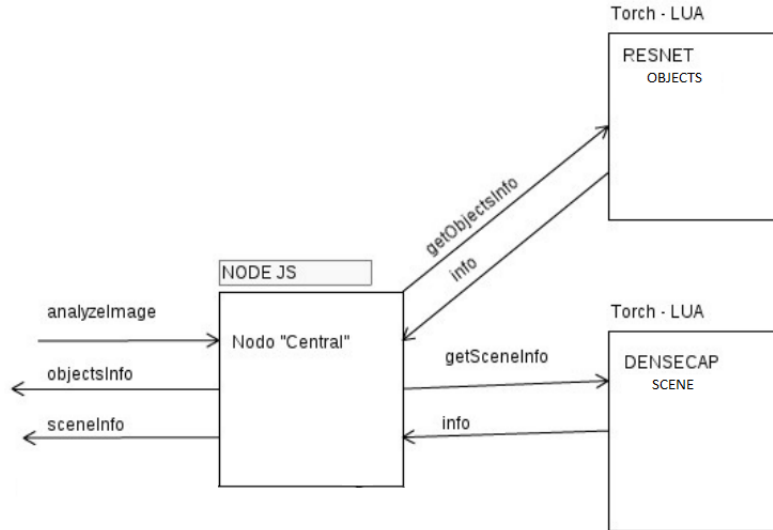 Torch - LUA
RESNET
OBJECTS
getObjectsInfo
info
NODE JS
analyzeImage
Nodo "Central"
objectsInfo
sceneInfo
getSceneInfo
info
Torch - LUA
DENSECAP
SCENE